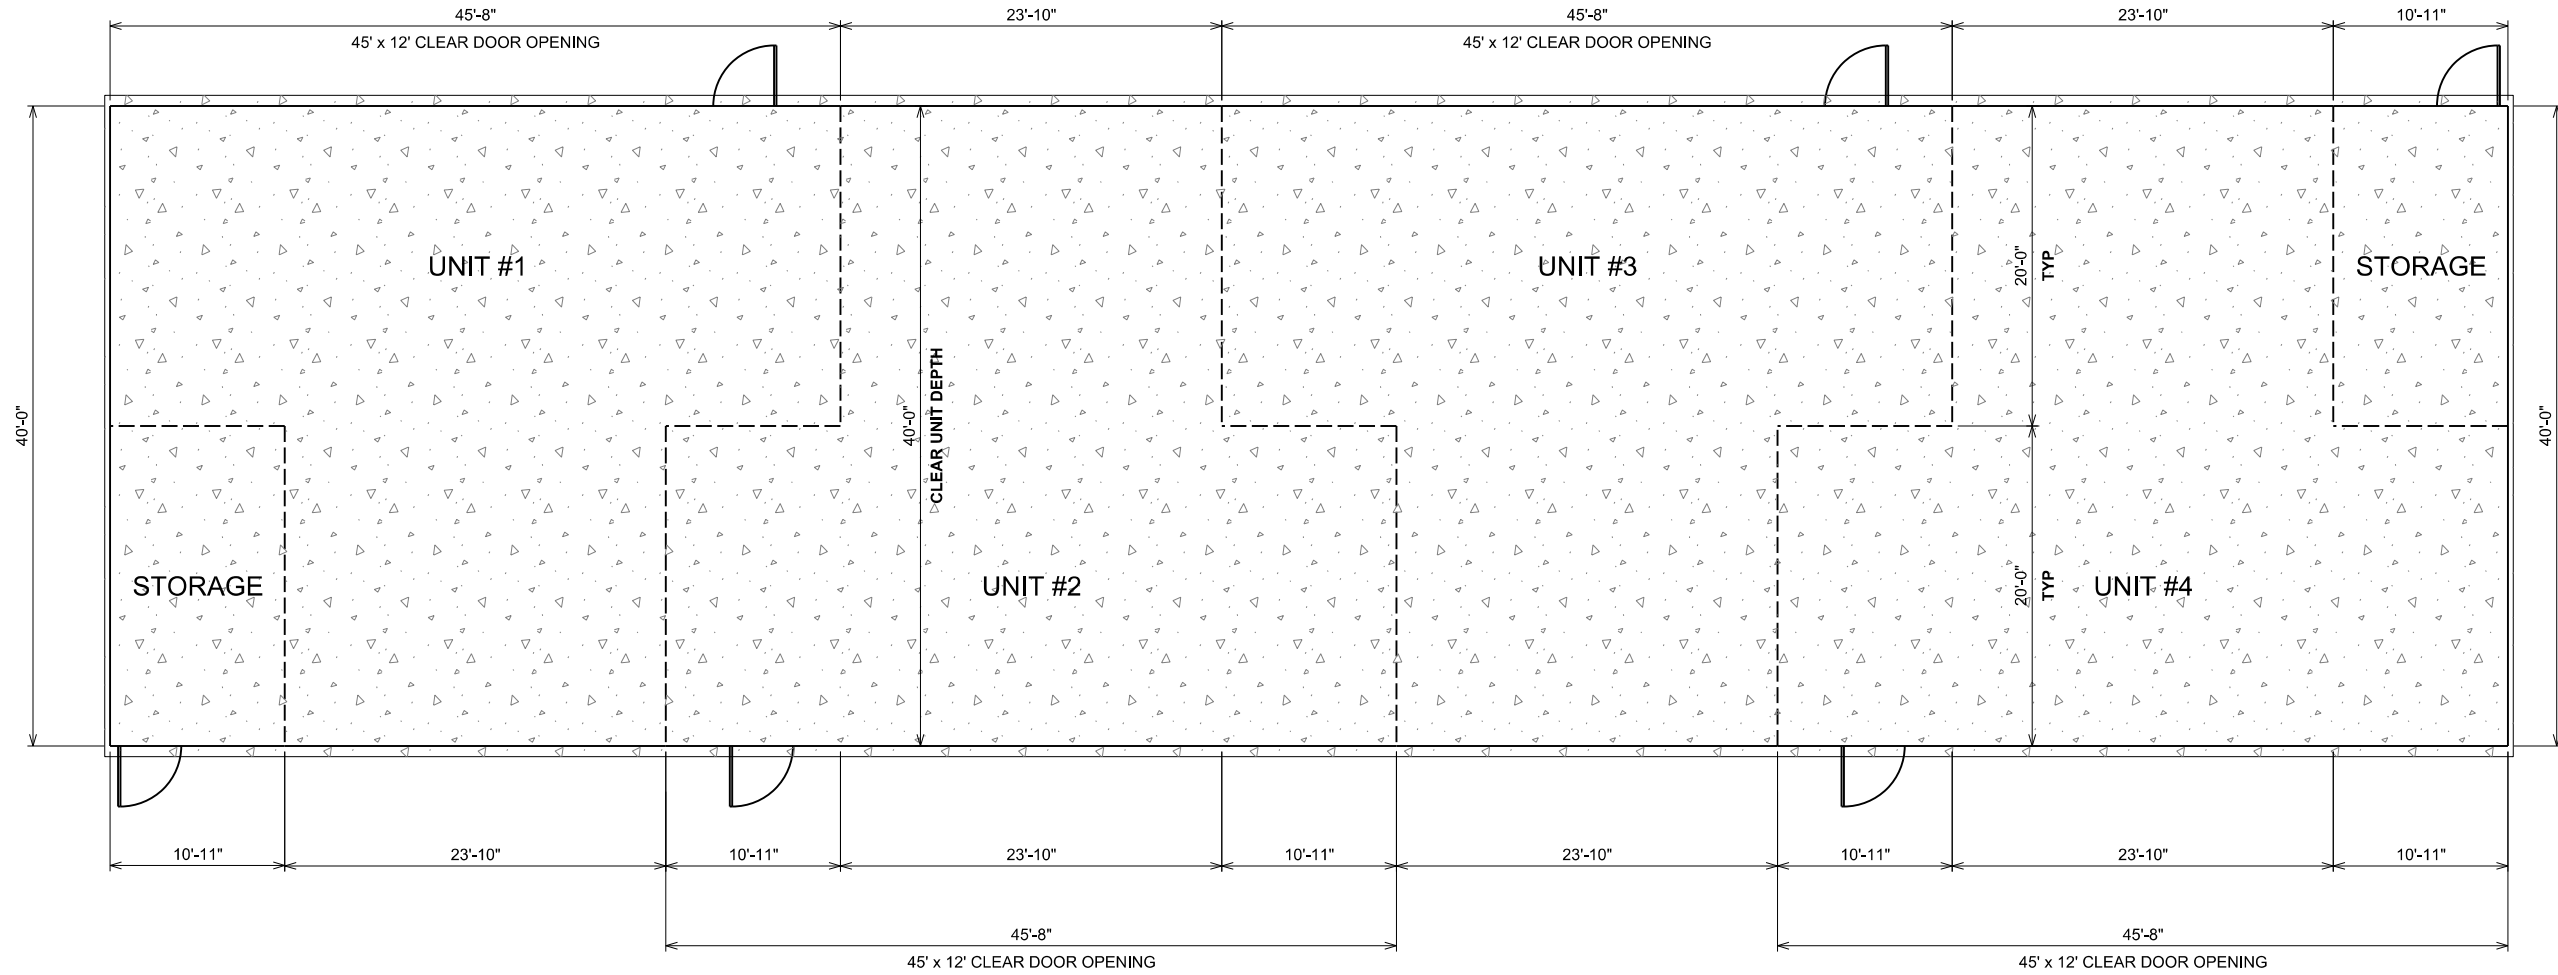 45'-8"
23'-10"
45'-8"
23'-10"
10'-11"
45' x 12' CLEAR DOOR OPENING
45' x 12' CLEAR DOOR OPENING
UNIT #1
UNIT #3
STORAGE
20'-0"
TYP
40'-0"
40'-0"
CLEAR UNIT DEPTH
40'-0"
STORAGE
UNIT #2
20'-0"
TYP
UNIT #4
10'-11"
23'-10"
10'-11"
23'-10"
10'-11"
23'-10"
10'-11"
23'-10"
10'-11"
45'-8"
45'-8"
45' x 12' CLEAR DOOR OPENING
45' x 12' CLEAR DOOR OPENING